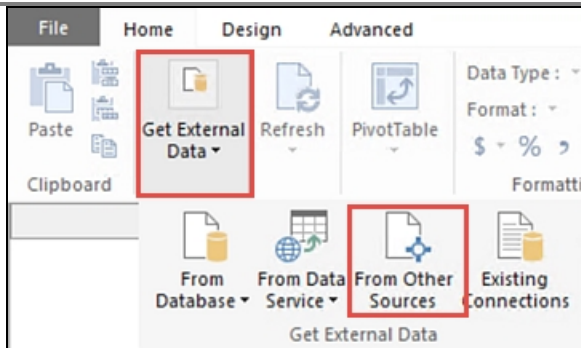 File Home Design Advanced
Paste
Get External
Data
Refresh
PivotTable
Data Type :
Format :
$ % ,
Clipboard
Formatti
From
Database
From Data
Service
From Other
Sources
Existing
Connections
Get External Data